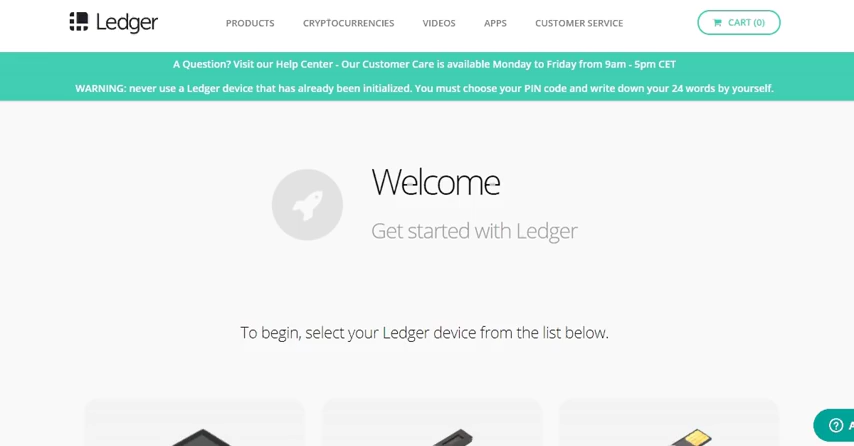 Ledger
PRODUCTS
CRYPTOCURRENCIES
VIDEOS
APPS
CUSTOMER SERVICE
CART (0)
A Question? Visit our Help Center - Our Customer Care is available Monday to Friday from 9am - 5pm CET
WARNING: never use a Ledger device that has already been initialized. You must choose your PIN code and write down your 24 words by yourself.
Welcome
Get started with Ledger
To begin, select your Ledger device from the list below.